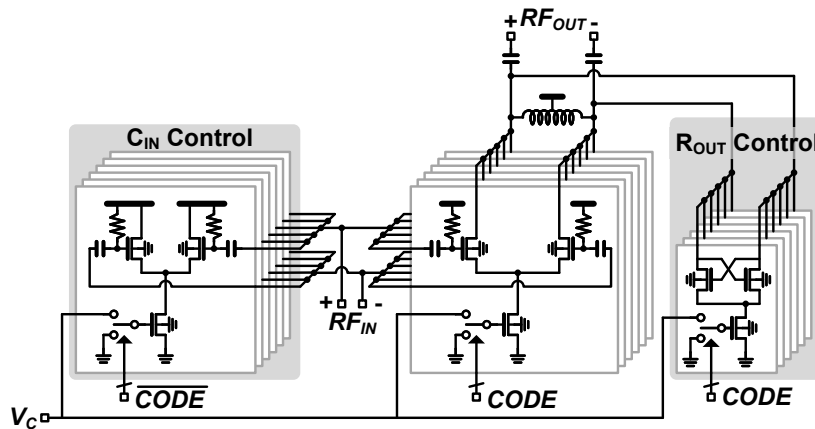 + RF_OUT -
C_IN Control
R_OUT Control
+ -
RF_IN
CODE
CODE
CODE
V_C